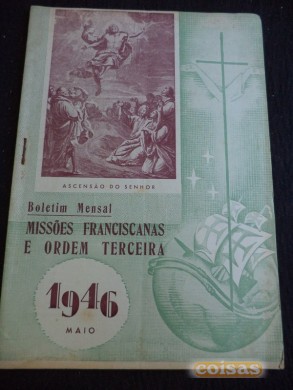 ASCENSÃO DO SENHOR
Boletim Mensal
MISSÕES FRANCISCANAS
E ORDEM TERCEIRA
1946
MAIO
coisas